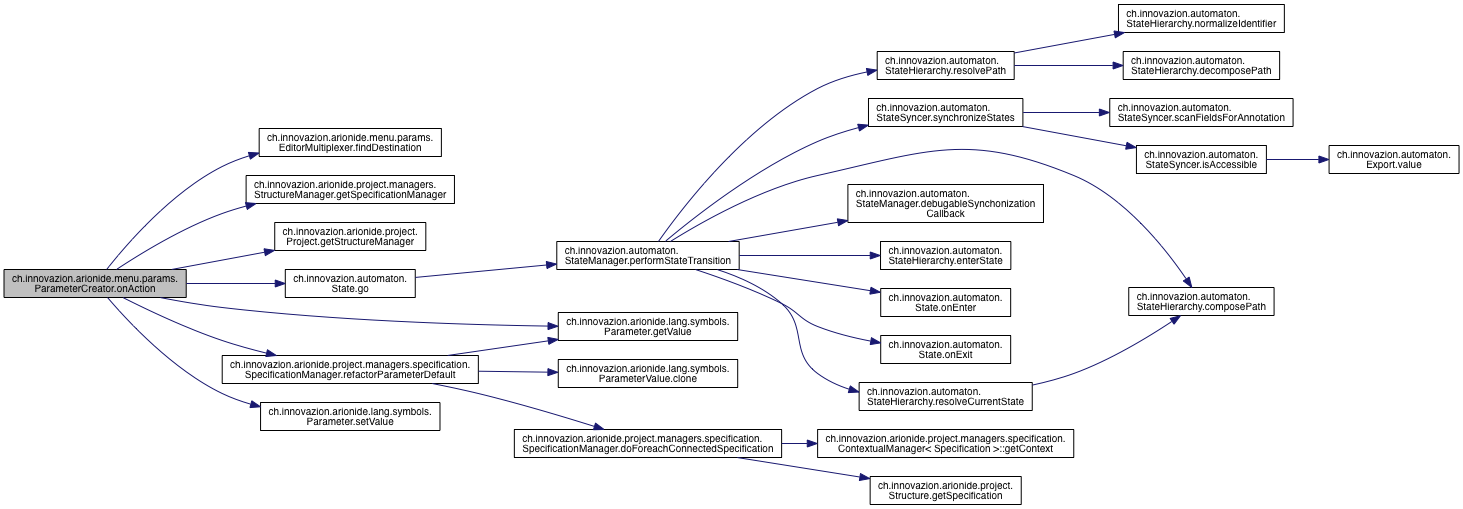 ch.innovazion.automaton.
StateHierarchy.normalizeIdentifier
ch.innovazion.automaton.
StateHierarchy.resolvePath
ch.innovazion.automaton.
StateHierarchy.decomposePath
ch.innovazion.automaton.
StateSyncer.synchronizeStates
ch.innovazion.automaton.
StateSyncer.scanFieldsForAnnotation
ch.innovazion.arionide.menu.params.
EditorMultiplexer.findDestination
ch.innovazion.automaton.
StateSyncer.isAccessible
ch.innovazion.automaton.
Export.value
ch.innovazion.arionide.project.managers.
StructureManager.getSpecificationManager
ch.innovazion.automaton.
StateManager.debugableSynchonization
Callback
ch.innovazion.arionide.project.
Project.getStructureManager
ch.innovazion.automaton.
StateManager.performStateTransition
ch.innovazion.automaton.
StateHierarchy.enterState
ch.innovazion.arionide.menu.params.
ParameterCreator.onAction
ch.innovazion.automaton.
State.go
ch.innovazion.automaton.
State.onEnter
ch.innovazion.automaton.
StateHierarchy.composePath
ch.innovazion.arionide.lang.symbols.
Parameter.getValue
ch.innovazion.automaton.
State.onExit
ch.innovazion.arionide.project.managers.specification.
SpecificationManager.refactorParameterDefault
ch.innovazion.arionide.lang.symbols.
ParameterValue.clone
ch.innovazion.automaton.
StateHierarchy.resolveCurrentState
ch.innovazion.arionide.lang.symbols.
Parameter.setValue
ch.innovazion.arionide.project.managers.specification.
SpecificationManager.doForeachConnectedSpecification
ch.innovazion.arionide.project.managers.specification.
ContextualManager< Specification >::getContext
ch.innovazion.arionide.project.
Structure.getSpecification